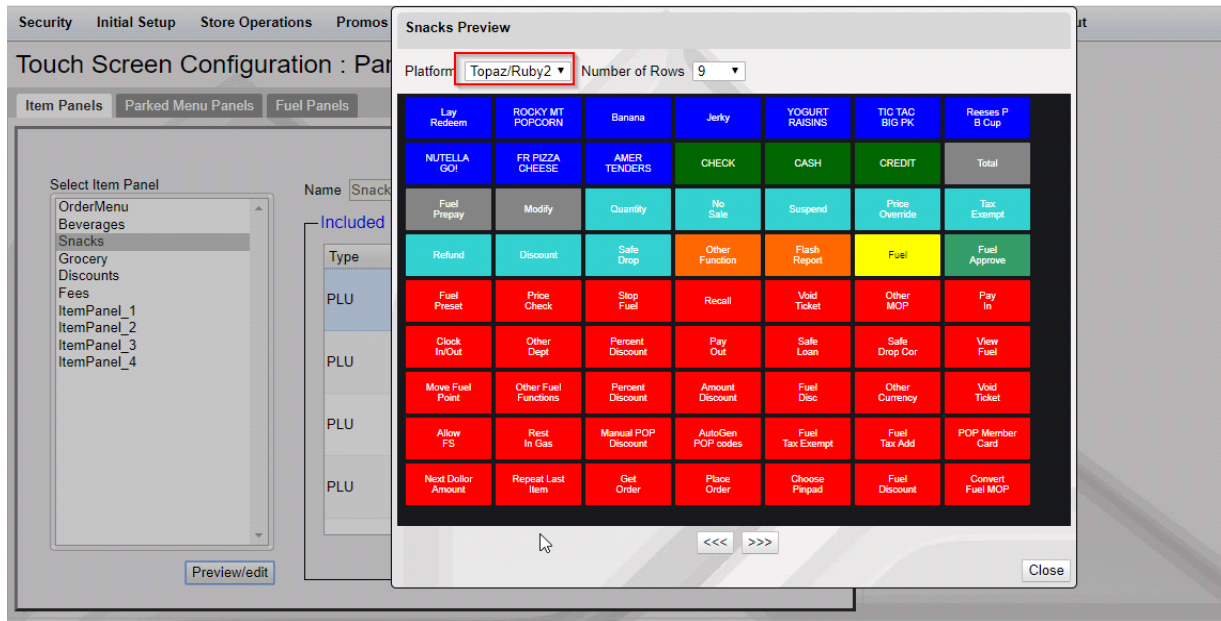 Security Initial Setup Store Operations Promos
Snacks Preview
ut
Touch Screen Configuration : Par
Platform Topaz/Ruby2 Number of Rows 9
Item Panels Parked Menu Panels Fuel Panels
Select Item Panel
OrderMenu
Beverages
Snacks
Grocery
Discounts
Fees
ItemPanel_1
ItemPanel_2
ItemPanel_3
ItemPanel_4
Preview/edit
Name Snack
Included
Type
PLU
PLU
PLU
PLU
Lay Redeem
ROCKY MT POPCORN
Banana
Jerky
YOGURT RAISINS
TIC TAC BIG PK
Reeses P B Cup
NUTELLA GO!
FR PIZZA CHEESE
AMER TENDERS
CHECK
CASH
CREDIT
Total
Fuel Prepay
Modify
Quantity
No Sale
Suspend
Price Override
Tax Exempt
Refund
Discount
Safe Drop
Other Function
Flash Report
Fuel
Fuel Approve
Fuel Preset
Price Check
Stop Fuel
Recall
Void Ticket
Other MOP
Pay In
Clock In/Out
Other Dept
Percent Discount
Pay Out
Safe Loan
Safe Drop Cor
View Fuel
Move Fuel Point
Other Fuel Functions
Percent Discount
Amount Discount
Fuel Disc
Other Currency
Void Ticket
Allow FS
Rest In Gas
Manual POP Discount
AutoGen POP codes
Fuel Tax Exempt
Fuel Tax Add
POP Member Card
Next Dollor Amount
Repeat Last Item
Get Order
Place Order
Choose Pinpad
Fuel Discount
Convert Fuel MOP
<<< >>>
Close